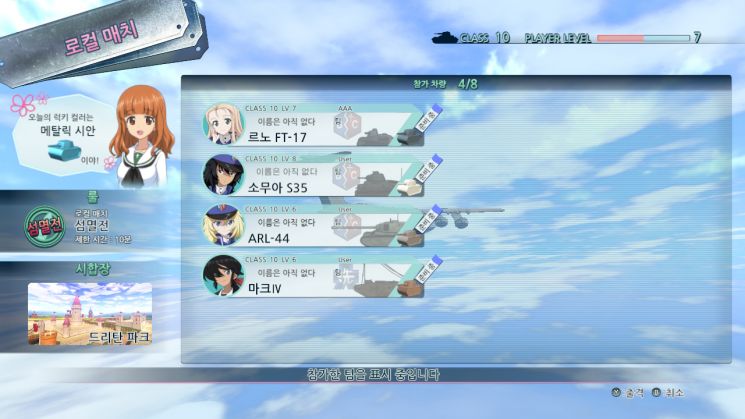 로컬 매치
CLASS 10 PLAYER LEVEL 7
참가 차량 4/8
오늘의 럭키 컬러는
메탈릭 시안
이야!
룰
섬멸전
로컬 매치
섬멸전
제한 시간 : 10분
시합장
드리탄 파크
CLASS 10 LV 7 AAA
이름은 아직 없다 팀
르노 FT-17
준비 중
CLASS 10 LV 8 User
이름은 아직 없다 팀
소무아 S35
준비 중
CLASS 10 LV 6 User
이름은 아직 없다 팀
ARL-44
준비 중
CLASS 10 LV 6 User
이름은 아직 없다 팀
마크Ⅳ
준비 중
참가한 팀을 표시 중입니다
출격 취소